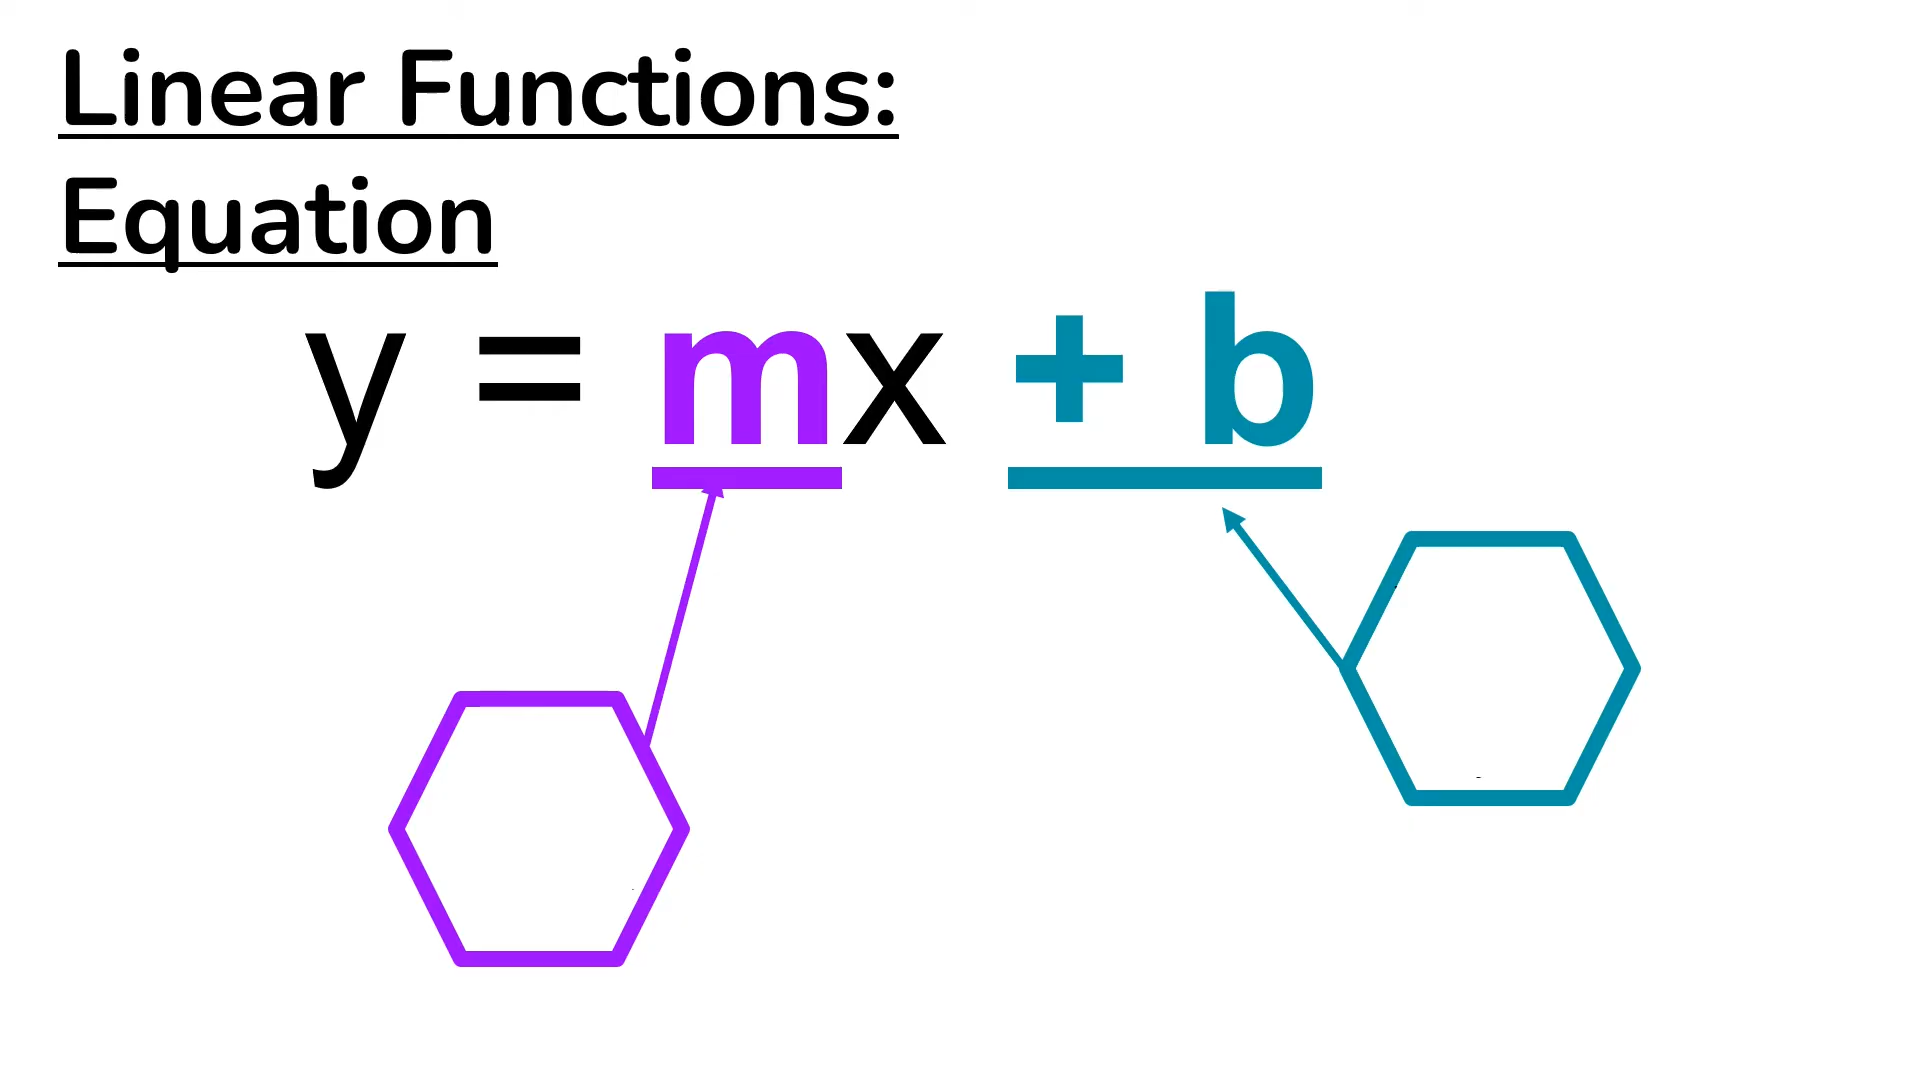 Linear Functions:
Equation
y = mx + b